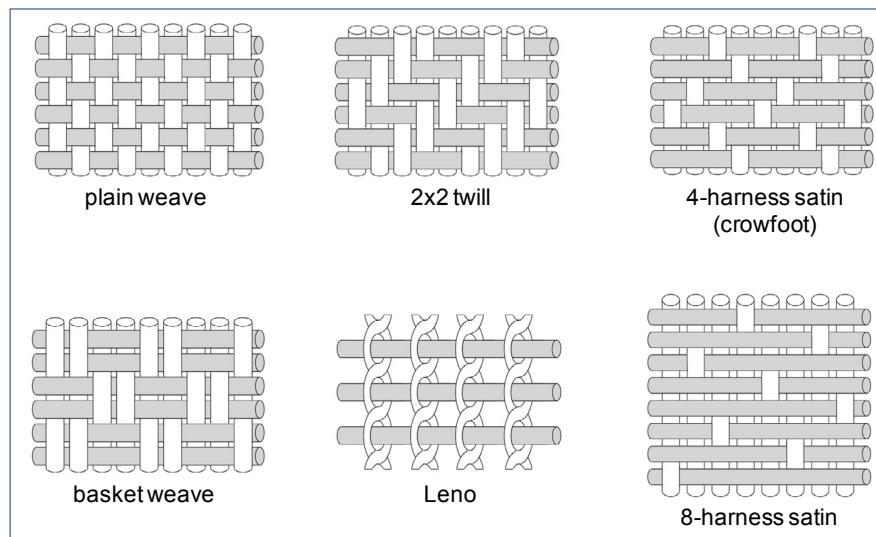 plain weave
2x2 twill
4-harness satin
(crowfoot)
basket weave
Leno
8-harness satin